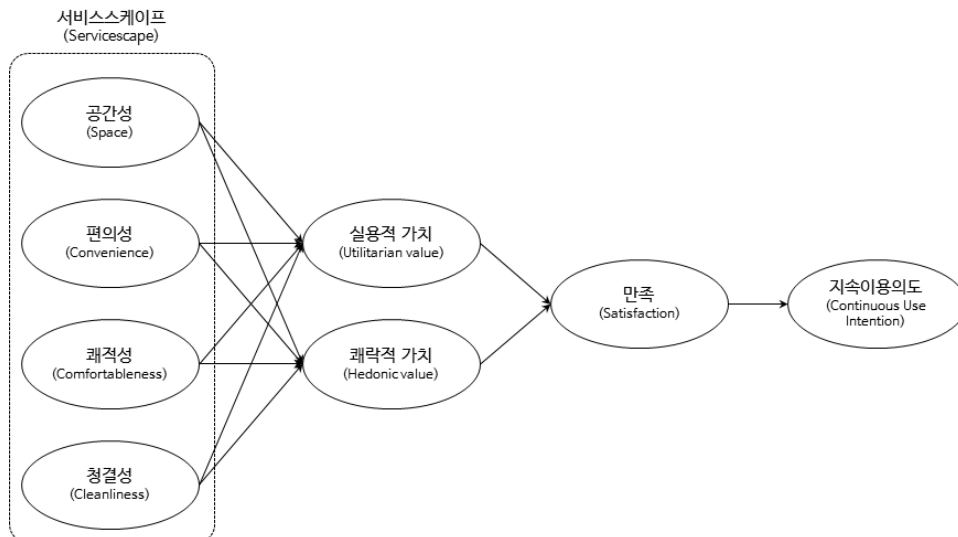 서비스스케이프
(Servicescape)
공간성
(Space)
편의성
(Convenience)
쾌적성
(Comfortableness)
청결성
(Cleanliness)
실용적 가치
(Utilitarian value)
쾌락적 가치
(Hedonic value)
만족
(Satisfaction)
지속이용의도
(Continuous Use
Intention)